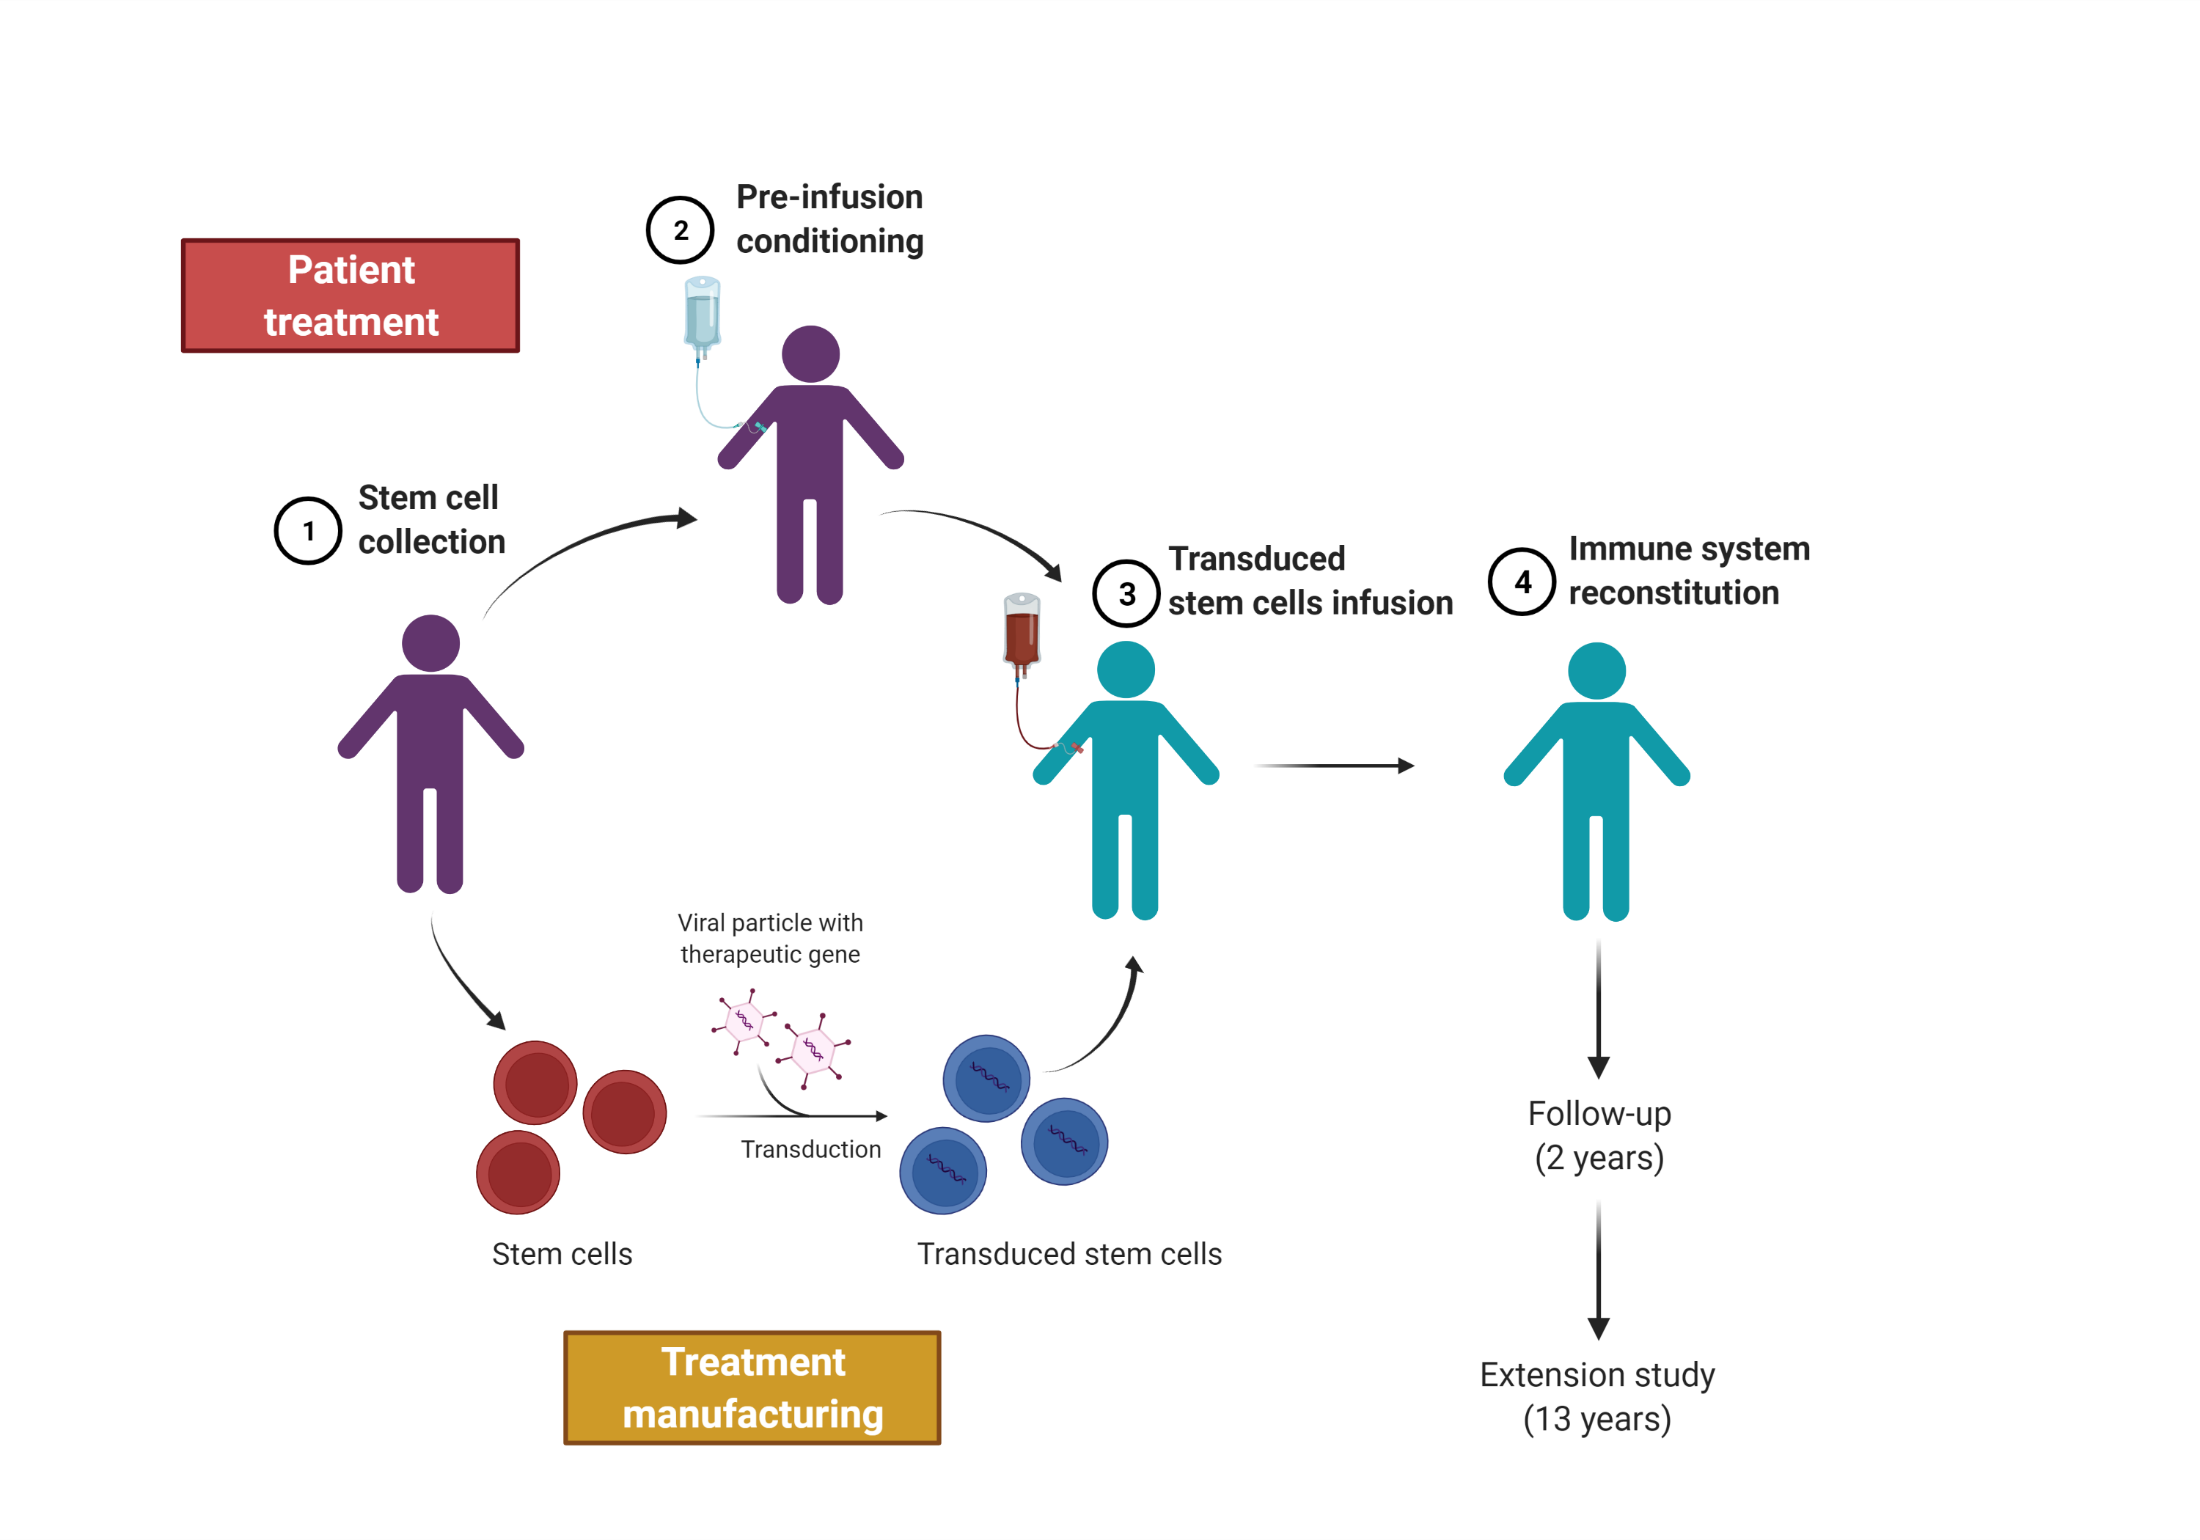 Patient
treatment
2
Pre-infusion
conditioning
1
Stem cell
collection
3
Transduced
stem cells infusion
4
Immune system
reconstitution
Viral particle with
therapeutic gene
Transduction
Stem cells
Transduced stem cells
Follow-up
(2 years)
Extension study
(13 years)
Treatment
manufacturing